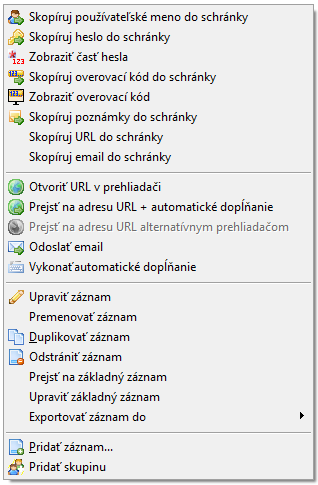 Skopíruj používateľské meno do schránky
Skopíruj heslo do schránky
Zobraziť časť hesla
Skopíruj overovací kód do schránky
Zobraziť overovací kód
Skopíruj poznámky do schránky
Skopíruj URL do schránky
Skopíruj email do schránky
Otvoriť URL v prehliadači
Prejsť na adresu URL + automatické dopĺňanie
Prejsť na adresu URL alternatívnym prehliadačom
Odoslať email
Vykonať automatické dopĺňanie
Upraviť záznam
Premenovať záznam
Duplikovať záznam
Odstrániť záznam
Prejsť na základný záznam
Upraviť základný záznam
Exportovať záznam do
Pridať záznam...
Pridať skupinu